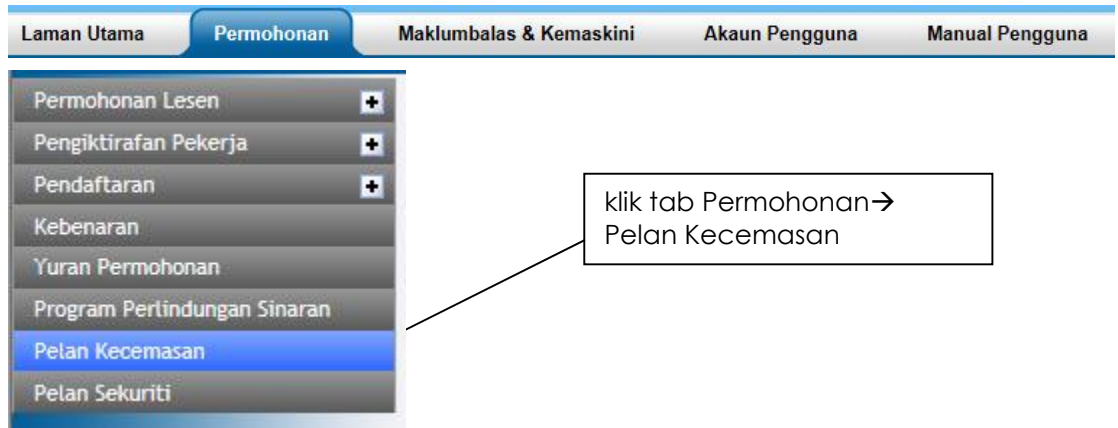 Laman Utama Permohonan Maklumbalas & Kemaskini Akaun Pengguna Manual Pengguna
Permohonan Lesen
Pengiktirafan Pekerja
Pendaftaran
Kebenaran
Yuran Permohonan
Program Perlindungan Sinaran
Pelan Kecemasan
Pelan Sekuriti
klik tab Permohonan→
Pelan Kecemasan